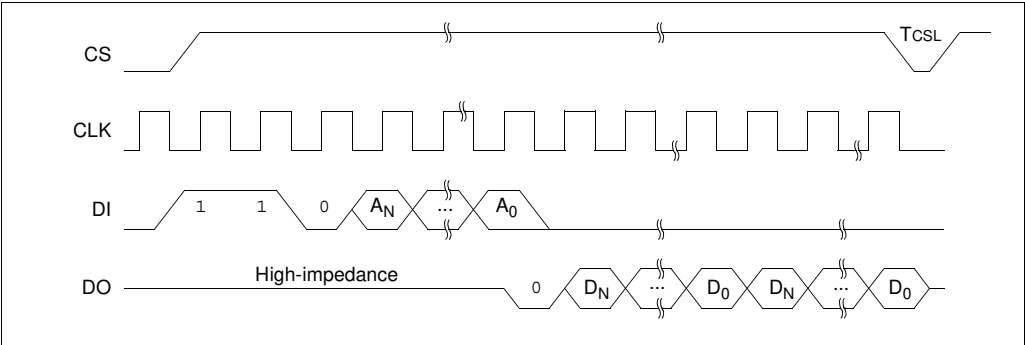 CS TCSL
CLK
DI 1 1 0 AN ... A0
High-impedance
DO 0 DN ... D0 DN ... D0